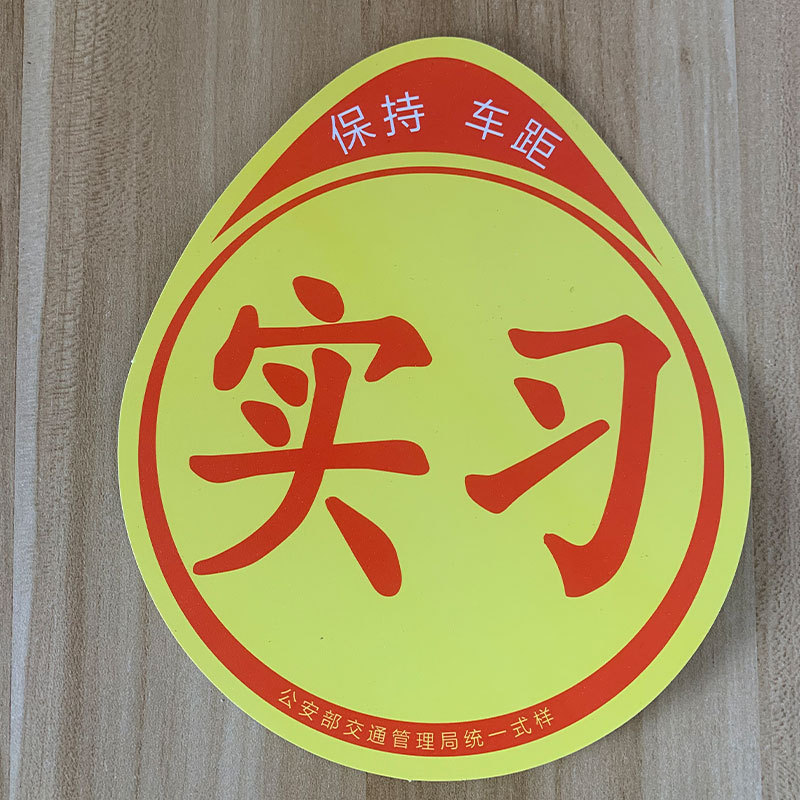 保持 车距
实习
公安部交通管理局统一式样